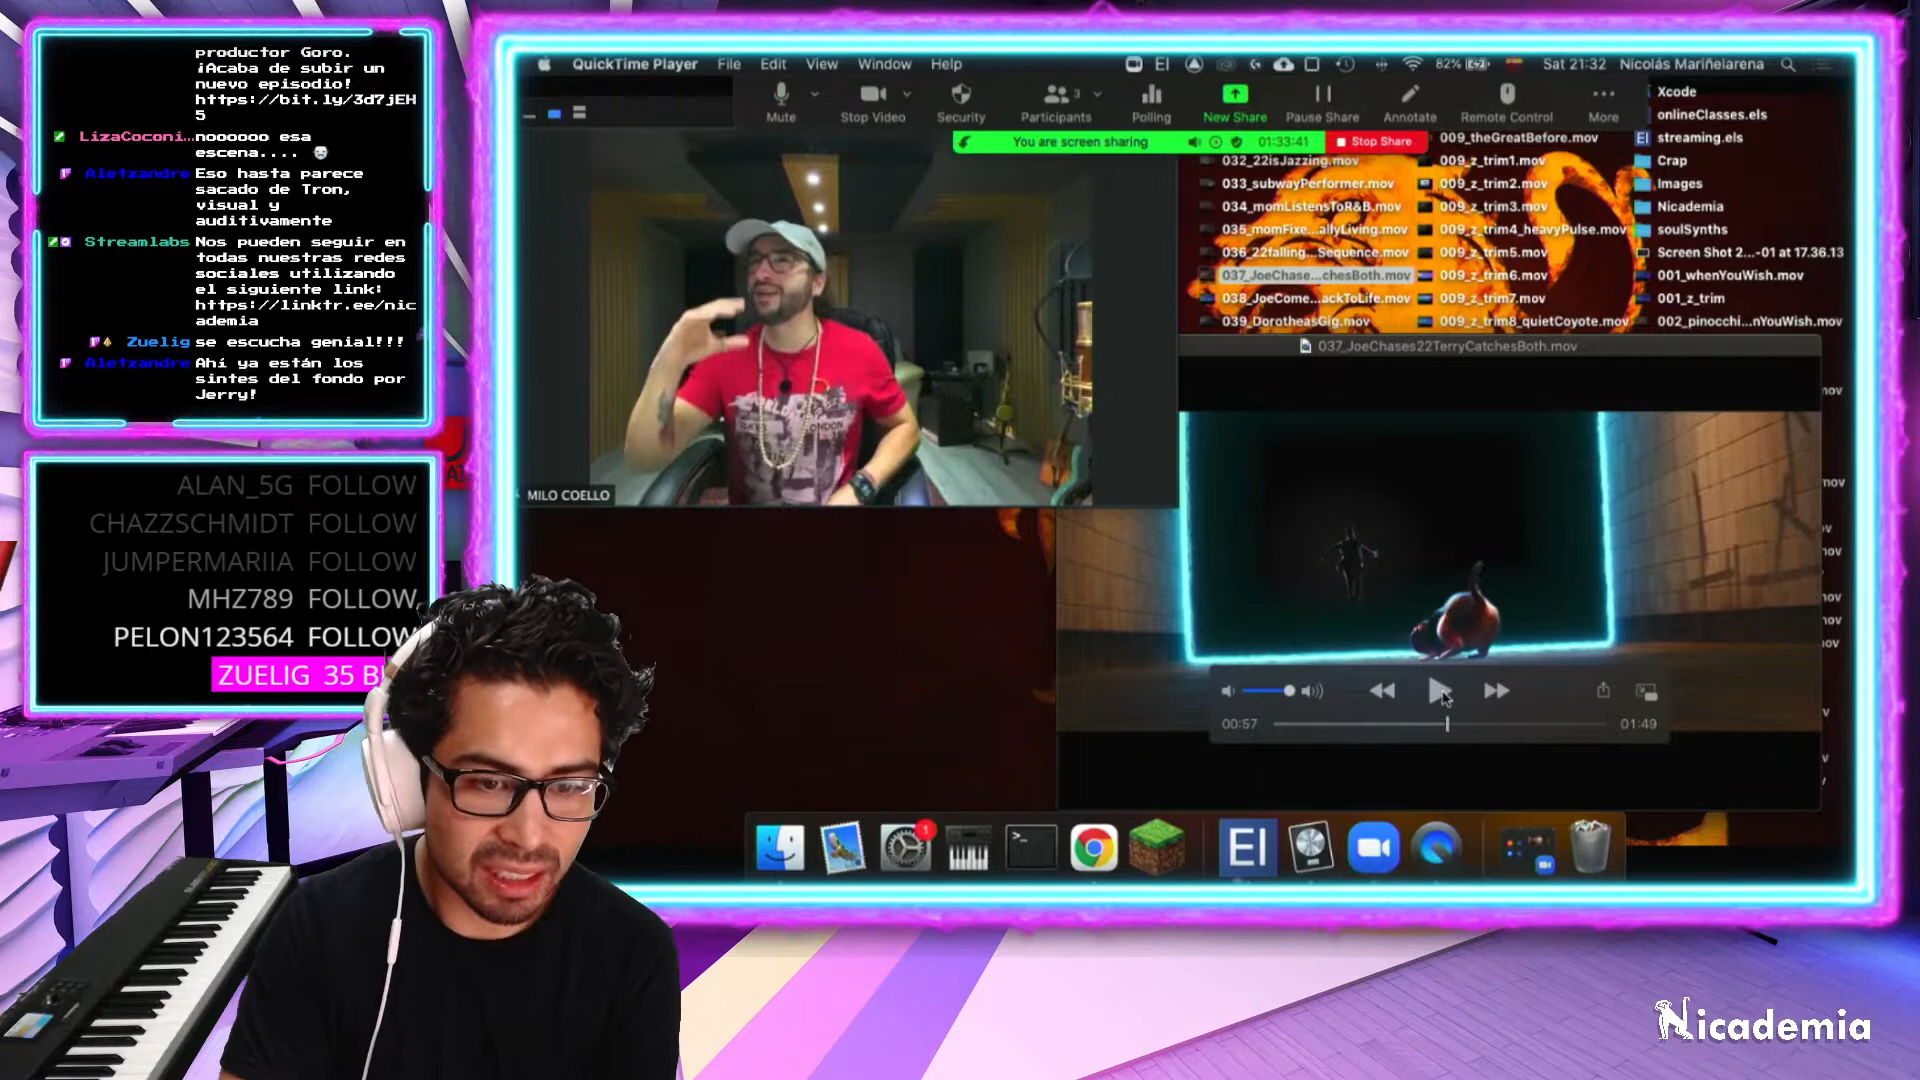 productor Goro.
¡Acaba de subir un
nuevo episodio!
https://bit.ly/3d7jEH
5
LizaCoconi... noooooo esa
escena....
Aletzandre Eso hasta parece
sacado de Tron,
visual y
auditivamente
Streamlabs Nos pueden seguir en
todas nuestras redes
sociales utilizando
el siguiente link:
https://linktr.ee/nic
ademia
Zuelig se escucha genial!!!
Aletzandre Ahí ya están los
sintes del fondo por
Jerry!
ALAN_5G FOLLOW
CHAZZSCHMIDT FOLLOW
JUMPERMARIIA FOLLOW
MHZ789 FOLLOW
PELON123564 FOLLOW
ZUELIG 35 B
QuickTime Player File Edit View Window Help
EI 82% Sat 21:32 Nicolás Mariñelarena
Mute Stop Video Security Participants 3 Polling New Share Pause Share Annotate Remote Control More
You are screen sharing 01:33:41 Stop Share
032_22isJazzing.mov
033_subwayPerformer.mov
034_momListensToR&B.mov
035_momFixe...allyLiving.mov
036_22falling...Sequence.mov
037_JoeChase...chesBoth.mov
038_JoeCome...ackToLife.mov
039_DorotheasGig.mov
009_theGreatBefore.mov
009_z_trim1.mov
009_z_trim2.mov
009_z_trim3.mov
009_z_trim4_heavyPulse.mov
009_z_trim5.mov
009_z_trim6.mov
009_z_trim7.mov
009_z_trim8_quietCoyote.mov
Xcode
onlineClasses.els
EI streaming.els
Crap
Images
Nicademia
soulSynths
Screen Shot 2...-01 at 17.36.13
001_whenYouWish.mov
001_z_trim
002_pinocchi...nYouWish.mov
MILO COELLO
037_JoeChases22TerryCatchesBoth.mov
00:57 01:49
1
EI
Nicademia